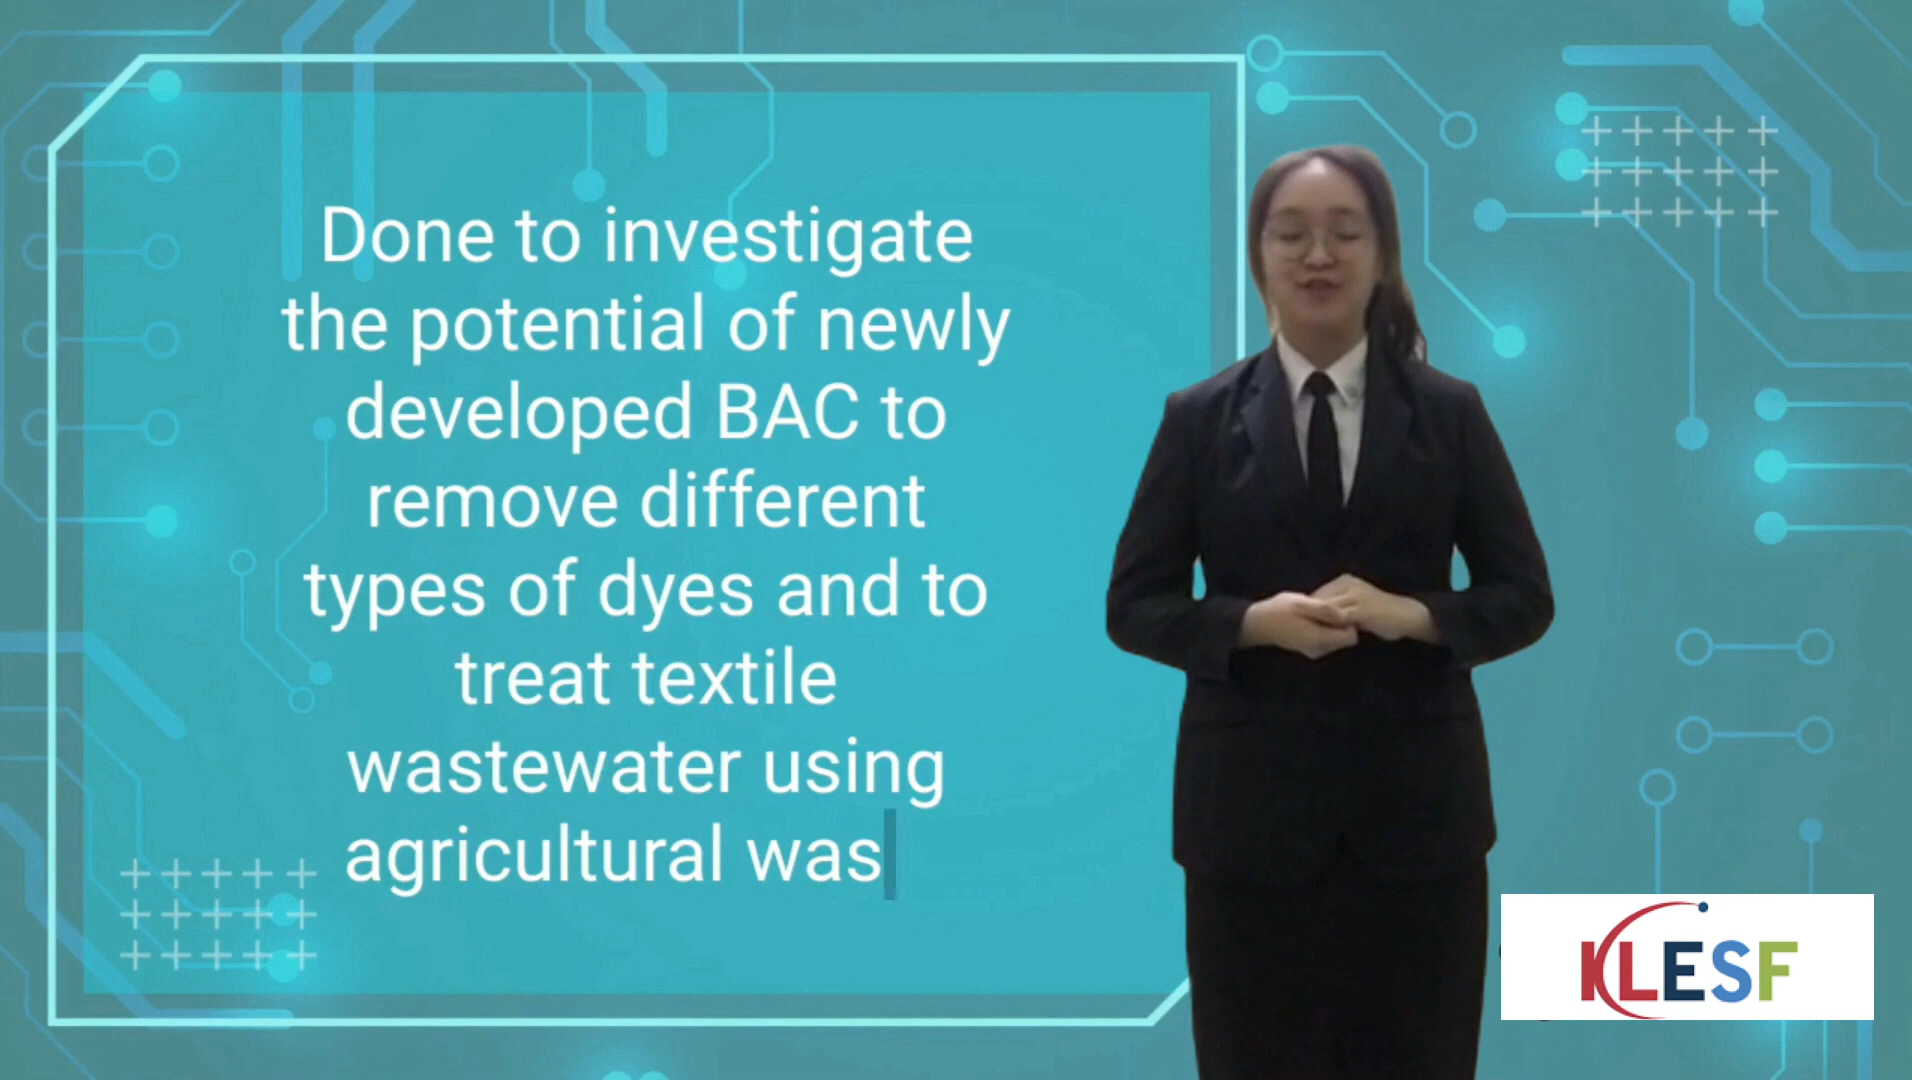 Done to investigate
the potential of newly
developed BAC to
remove different
types of dyes and to
treat textile
wastewater using
agricultural was
KLESF